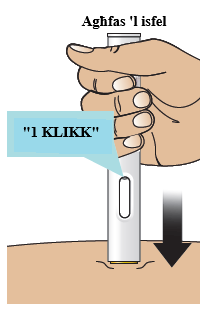 Agħfas 'l isfel
"1 KLIKK"